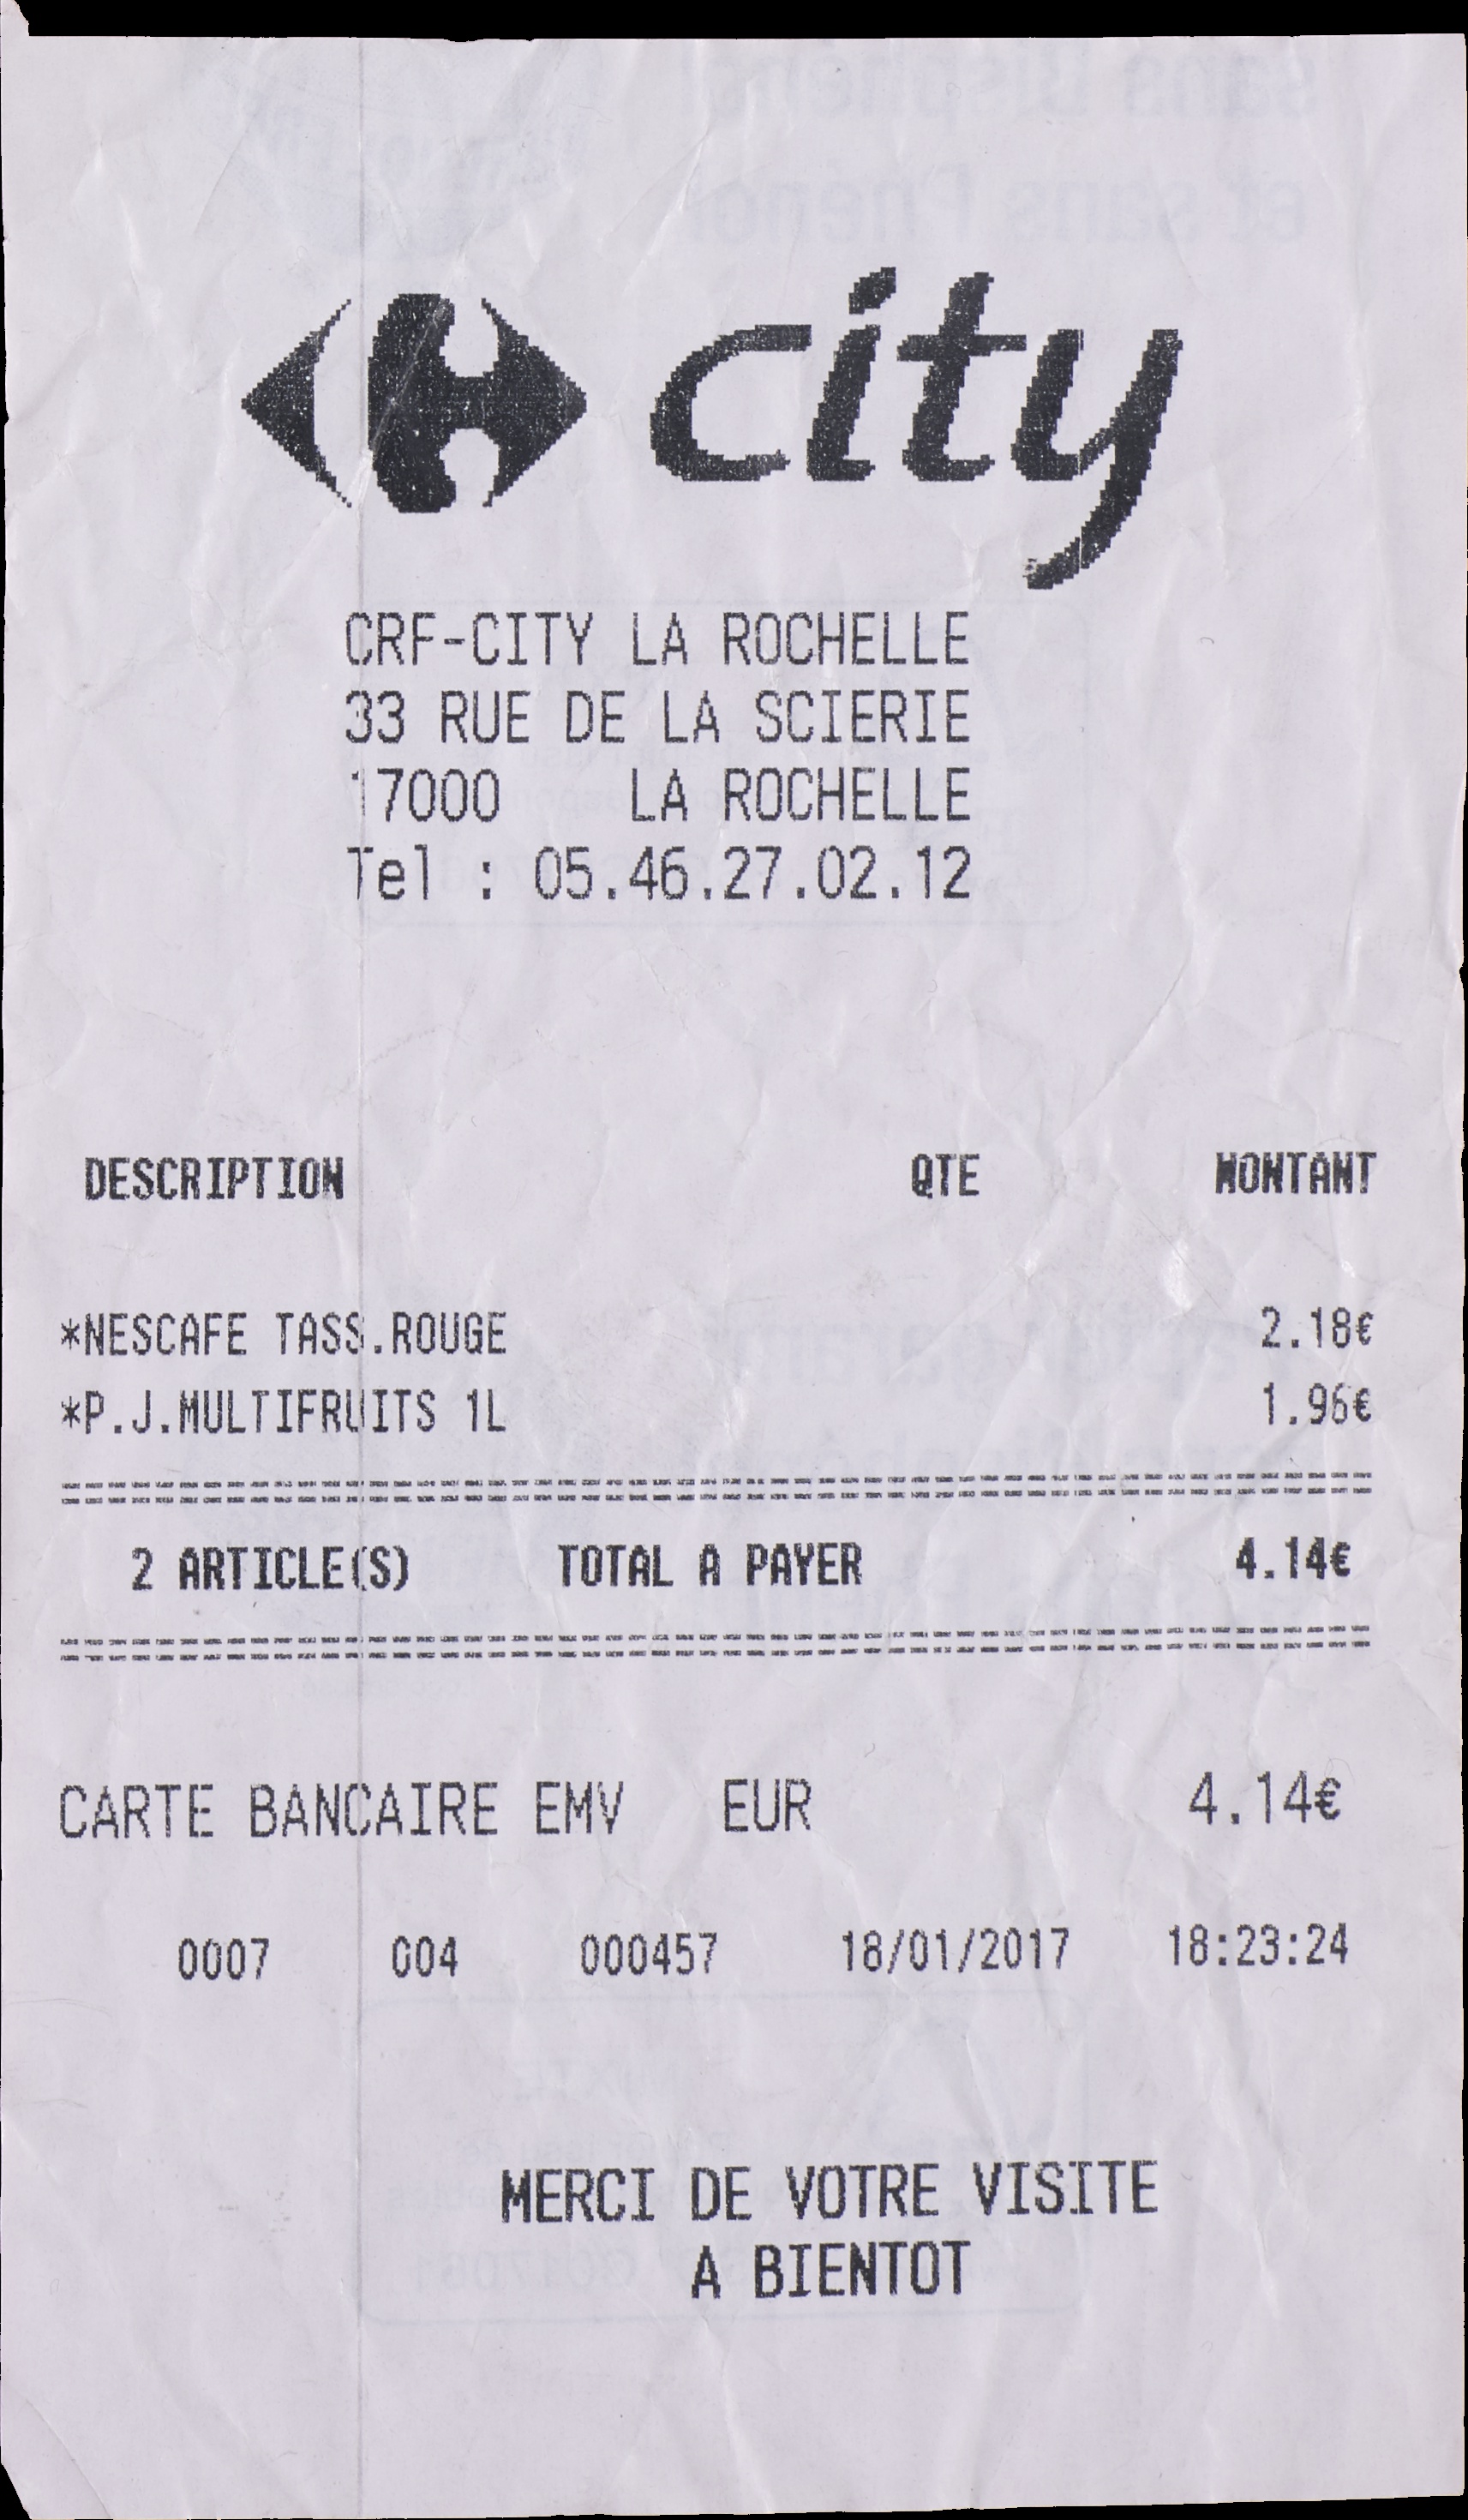 city
CRF-CITY LA ROCHELLE
33 RUE DE LA SCIERIE
17000 LA ROCHELLE
Tel : 05.46.27.02.12
DESCRIPTION QTE MONTANT
*NESCAFE TASS.ROUGE 2.18€
*P.J.MULTIFRUITS 1L 1.96€
2 ARTICLE(S) TOTAL A PAYER 4.14€
CARTE BANCAIRE EMV EUR 4.14€
0007 004 000457 18/01/2017 18:23:24
MERCI DE VOTRE VISITE
A BIENTOT